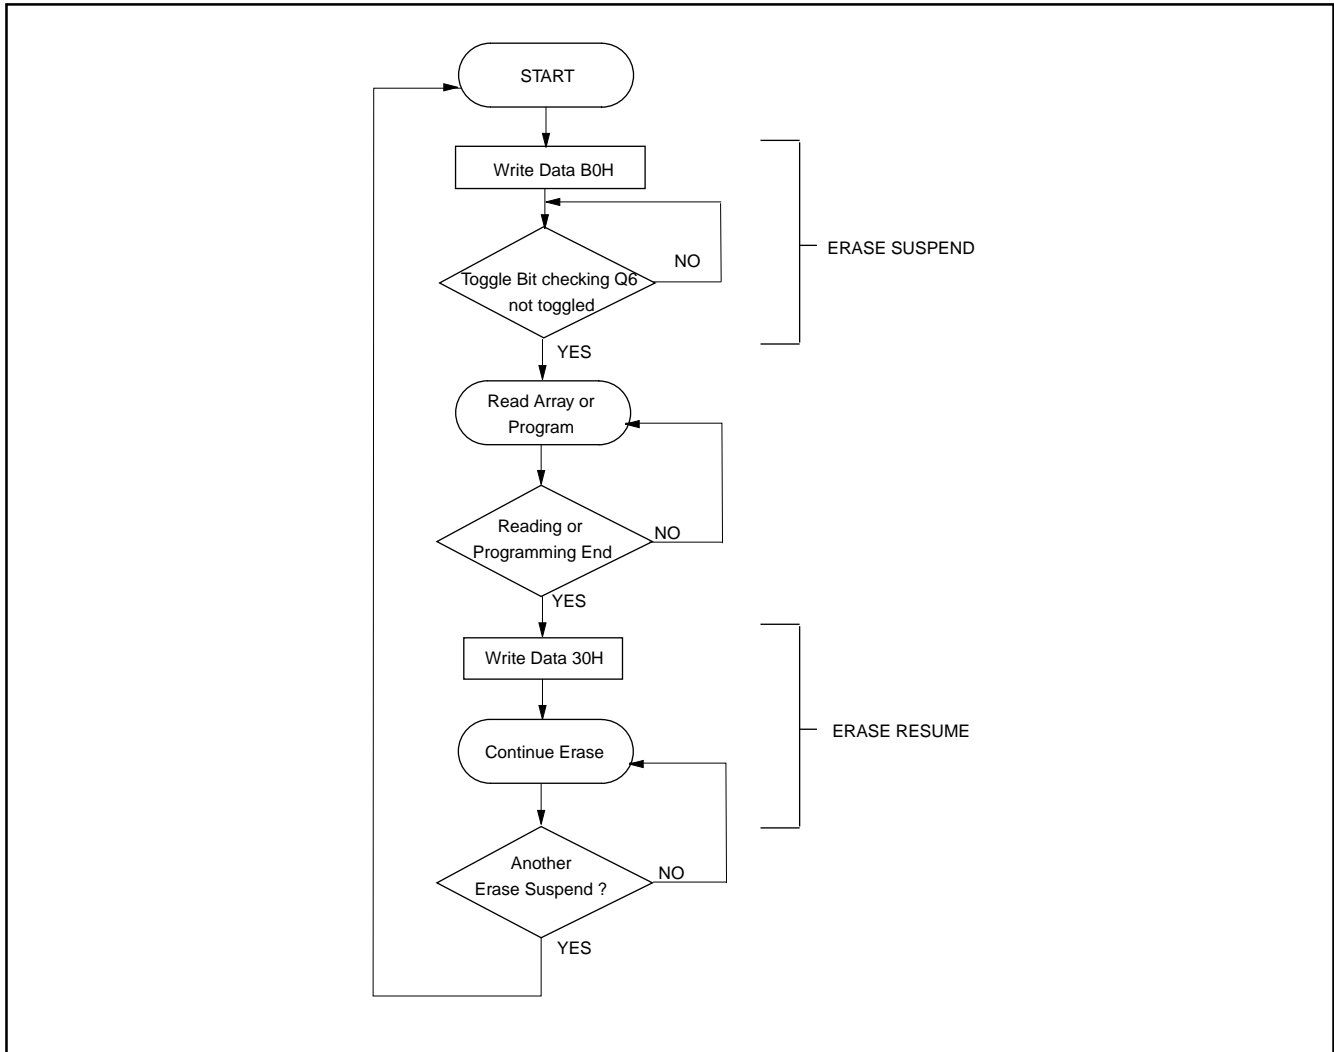 START
Write Data B0H
ERASE SUSPEND
NO
Toggle Bit checking Q6
not toggled
YES
Read Array or
Program
Reading or
Programming End
NO
YES
Write Data 30H
ERASE RESUME
Continue Erase
Another
Erase Suspend ?
NO
YES